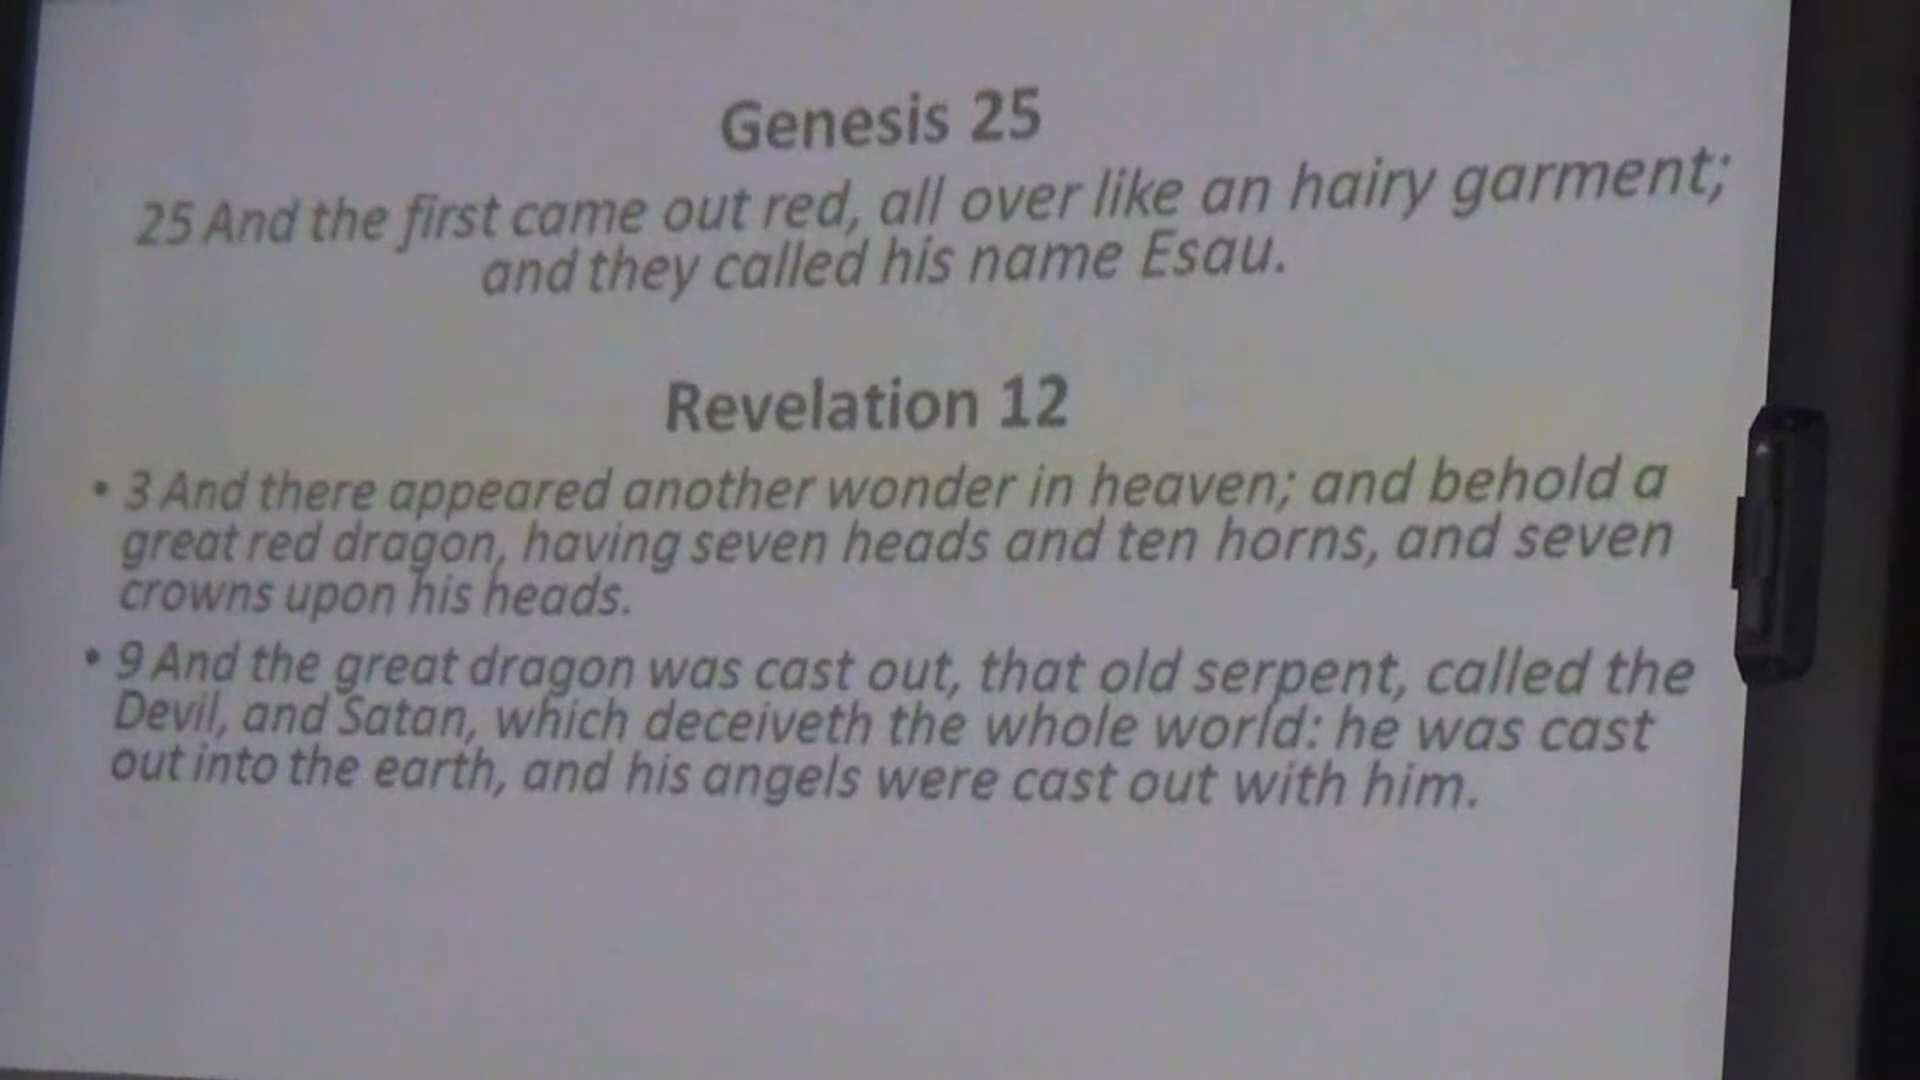 Genesis 25
25 And the first came out red, all over like an hairy garment;
and they called his name Esau.
Revelation 12
• 3 And there appeared another wonder in heaven; and behold a
great red dragon, having seven heads and ten horns, and seven
crowns upon his heads.
• 9 And the great dragon was cast out, that old serpent, called the
Devil, and Satan, which deceiveth the whole world: he was cast
out into the earth, and his angels were cast out with him.